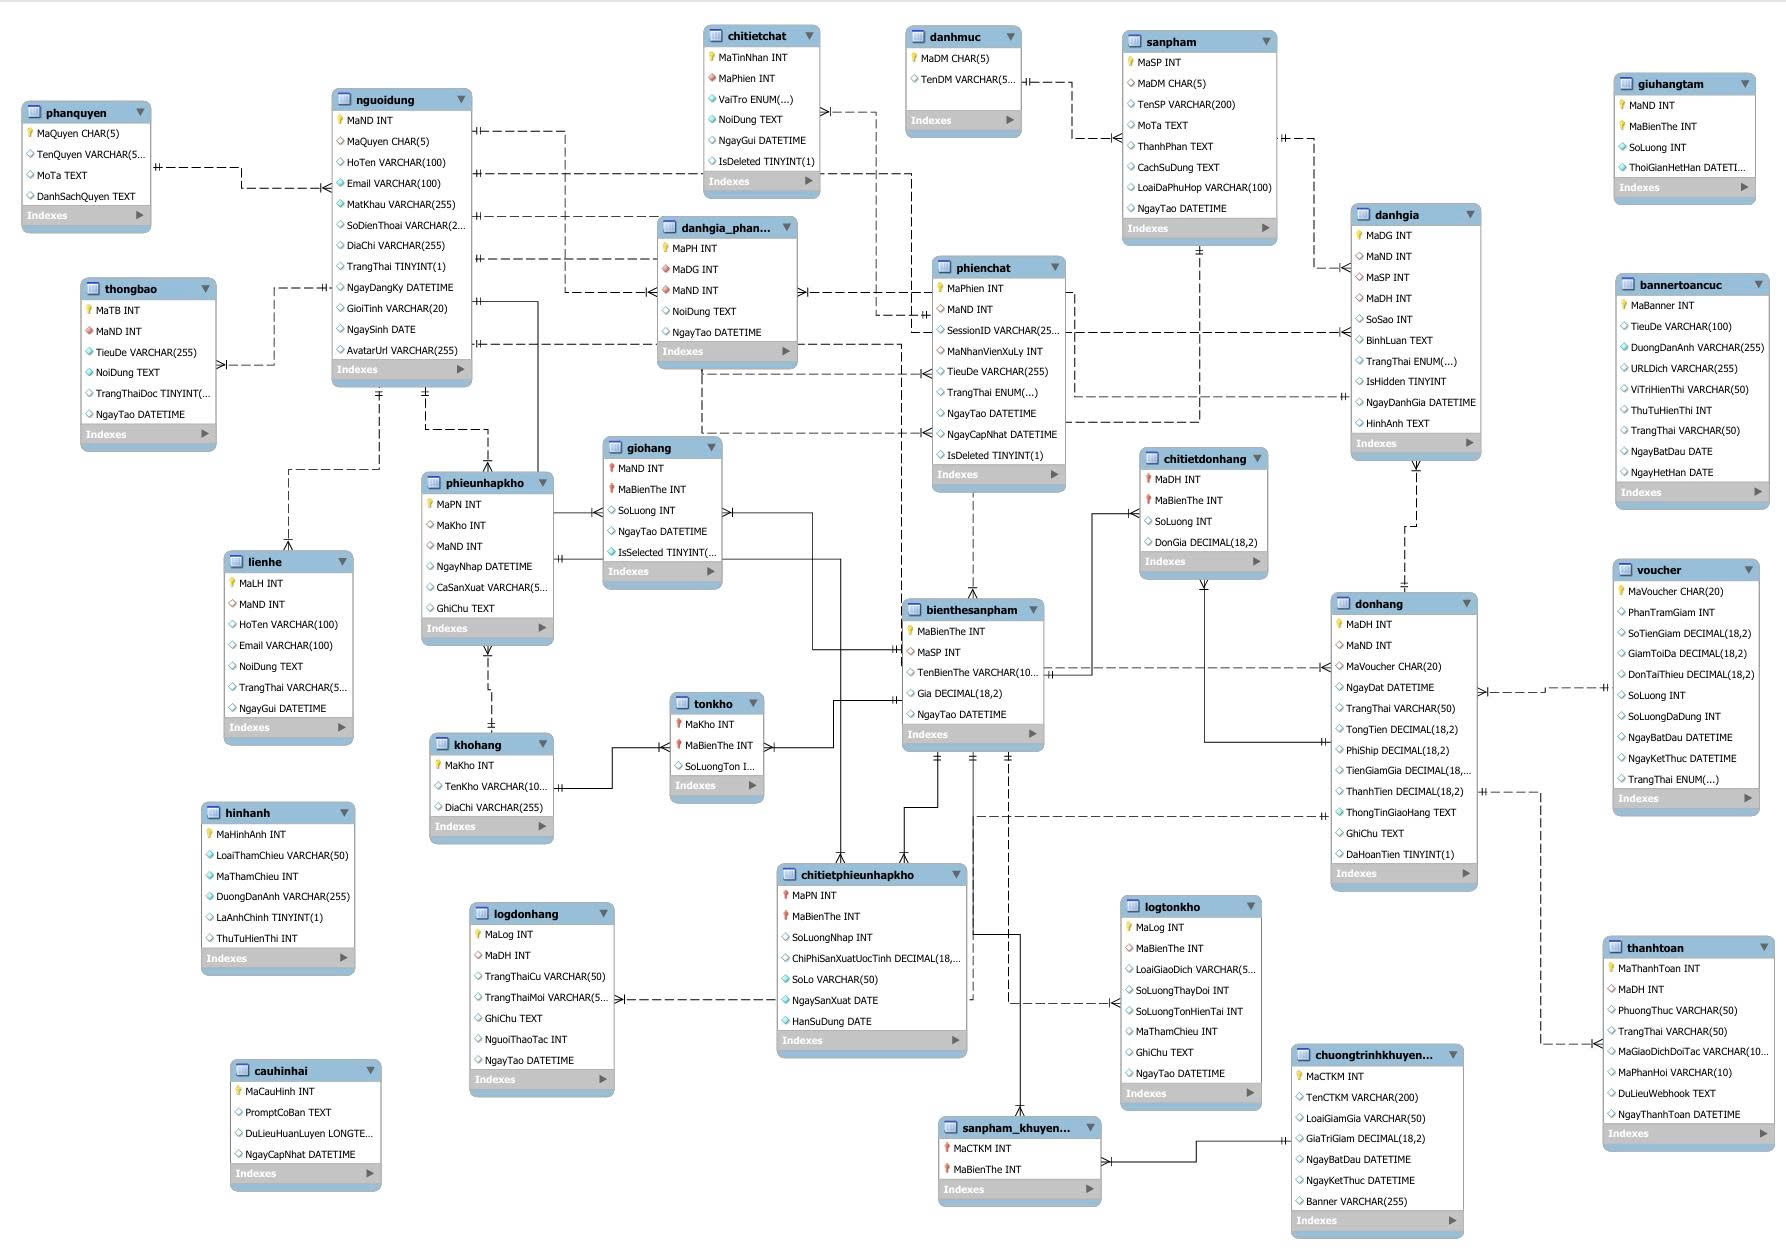 phanquyen
MaQuyen CHAR(5)
TenQuyen VARCHAR(5...
MoTa TEXT
DanhSachQuyen TEXT
Indexes
nguoidung
MaND INT
MaQuyen CHAR(5)
HoTen VARCHAR(100)
Email VARCHAR(100)
MatKhau VARCHAR(255)
SoDienThoai VARCHAR(2...
DiaChi VARCHAR(255)
TrangThai TINYINT(1)
NgayDangKy DATETIME
GioiTinh VARCHAR(20)
NgaySinh DATE
AvatarUrl VARCHAR(255)
Indexes
chitietchat
MaTinNhan INT
MaPhien INT
VaiTro ENUM(...)
NoiDung TEXT
NgayGui DATETIME
IsDeleted TINYINT(1)
Indexes
danhmuc
MaDM CHAR(5)
TenDM VARCHAR(5...
Indexes
sanpham
MaSP INT
MaDM CHAR(5)
TenSP VARCHAR(200)
MoTa TEXT
ThanhPhan TEXT
CachSuDung TEXT
LoaiDaPhuHop VARCHAR(100)
NgayTao DATETIME
Indexes
giuhangtam
MaND INT
MaBienThe INT
SoLuong INT
ThoiGianHetHan DATETI...
Indexes
thongbao
MaTB INT
MaND INT
TieuDe VARCHAR(255)
NoiDung TEXT
TrangThaiDoc TINYINT(...
NgayTao DATETIME
Indexes
danhgia_phan...
MaPH INT
MaDG INT
MaND INT
NoiDung TEXT
NgayTao DATETIME
Indexes
phienchat
MaPhien INT
MaND INT
SessionID VARCHAR(25...
MaNhanVienXuLy INT
TieuDe VARCHAR(255)
TrangThai ENUM(...)
NgayTao DATETIME
NgayCapNhat DATETIME
IsDeleted TINYINT(1)
Indexes
danhgia
MaDG INT
MaND INT
MaSP INT
MaDH INT
SoSao INT
BinhLuan TEXT
TrangThai ENUM(...)
IsHidden TINYINT
NgayDanhGia DATETIME
HinhAnh TEXT
Indexes
bannertoancuc
MaBanner INT
TieuDe VARCHAR(100)
DuongDanAnh VARCHAR(255)
URLDich VARCHAR(255)
ViTriHienThi VARCHAR(50)
ThuTuHienThi INT
TrangThai VARCHAR(50)
NgayBatDau DATE
NgayHetHan DATE
Indexes
phieunhapkho
MaPN INT
MaKho INT
MaND INT
NgayNhap DATETIME
CaSanXuat VARCHAR(5...
GhiChu TEXT
Indexes
giohang
MaND INT
MaBienThe INT
SoLuong INT
NgayTao DATETIME
IsSelected TINYINT(...
Indexes
chitietdonhang
MaDH INT
MaBienThe INT
SoLuong INT
DonGia DECIMAL(18,2)
Indexes
lienhe
MaLH INT
MaND INT
HoTen VARCHAR(100)
Email VARCHAR(100)
NoiDung TEXT
TrangThai VARCHAR(5...
NgayGui DATETIME
Indexes
bienthesanpham
MaBienThe INT
MaSP INT
TenBienThe VARCHAR(10...
Gia DECIMAL(18,2)
NgayTao DATETIME
Indexes
donhang
MaDH INT
MaND INT
MaVoucher CHAR(20)
NgayDat DATETIME
TrangThai VARCHAR(50)
TongTien DECIMAL(18,2)
PhiShip DECIMAL(18,2)
TienGiamGia DECIMAL(18,...
ThanhTien DECIMAL(18,2)
ThongTinGiaoHang TEXT
GhiChu TEXT
DaHoanTien TINYINT(1)
Indexes
voucher
MaVoucher CHAR(20)
PhanTramGiam INT
SoTienGiam DECIMAL(18,2)
GiamToiDa DECIMAL(18,2)
DonTaiThieu DECIMAL(18,2)
SoLuong INT
SoLuongDaDung INT
NgayBatDau DATETIME
NgayKetThuc DATETIME
TrangThai ENUM(...)
Indexes
khohang
MaKho INT
TenKho VARCHAR(10...
DiaChi VARCHAR(255)
Indexes
tonkho
MaKho INT
MaBienThe INT
SoLuongTon I...
Indexes
hinhanh
MaHinhAnh INT
LoaiThamChieu VARCHAR(50)
MaThamChieu INT
DuongDanAnh VARCHAR(255)
LaAnhChinh TINYINT(1)
ThuTuHienThi INT
Indexes
logdonhang
MaLog INT
MaDH INT
TrangThaiCu VARCHAR(50)
TrangThaiMoi VARCHAR(5...
GhiChu TEXT
NguoiThaoTac INT
NgayTao DATETIME
Indexes
chitietphieunhapkho
MaPN INT
MaBienThe INT
SoLuongNhap INT
ChiPhiSanXuatUocTinh DECIMAL(18,...
SoLo VARCHAR(50)
NgaySanXuat DATE
HanSuDung DATE
Indexes
logtonkho
MaLog INT
MaBienThe INT
LoaiGiaoDich VARCHAR(5...
SoLuongThayDoi INT
SoLuongTonHienTai INT
MaThamChieu INT
GhiChu TEXT
NgayTao DATETIME
Indexes
thanhtoan
MaThanhToan INT
MaDH INT
PhuongThuc VARCHAR(50)
TrangThai VARCHAR(50)
MaGiaoDichDoiTac VARCHAR(10...
MaPhanHoi VARCHAR(10)
DuLieuWebhook TEXT
NgayThanhToan DATETIME
Indexes
cauhinhai
MaCauHinh INT
PromptCoBan TEXT
DuLieuHuanLuyen LONGTE...
NgayCapNhat DATETIME
Indexes
sanpham_khuyen...
MaCTKM INT
MaBienThe INT
Indexes
chuongtrinhkhuyen...
MaCTKM INT
TenCTKM VARCHAR(200)
LoaiGiamGia VARCHAR(50)
GiaTriGiam DECIMAL(18,2)
NgayBatDau DATETIME
NgayKetThuc DATETIME
Banner VARCHAR(255)
Indexes